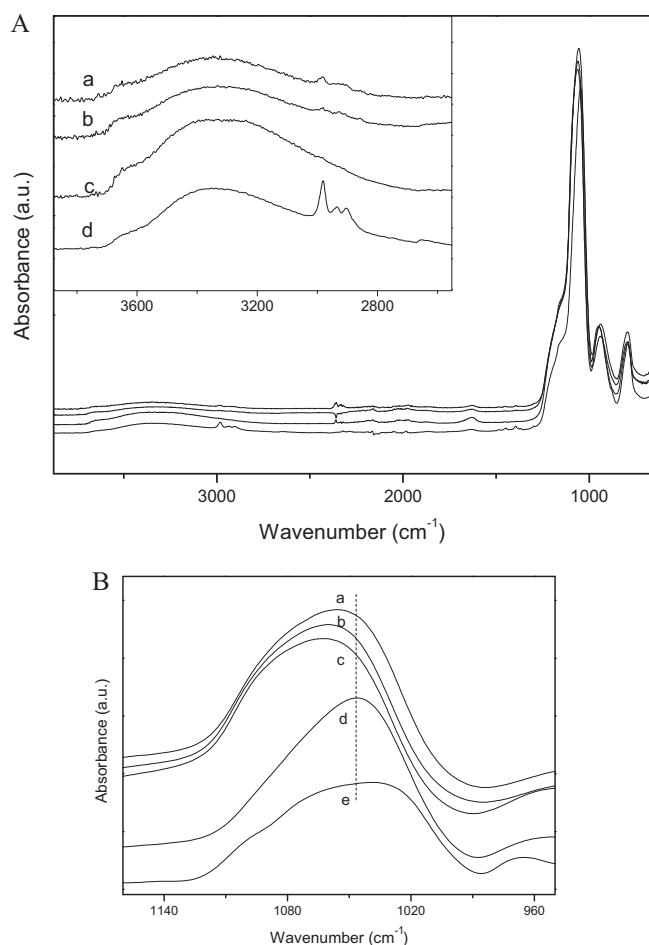 A
a
b
c
d
3600
3200
2800
Absorbance (a.u.)
3000
2000
1000
Wavenumber (cm⁻¹)
B
a
b
c
d
e
Absorbance (a.u.)
1140
1080
1020
960
Wavenumber (cm⁻¹)